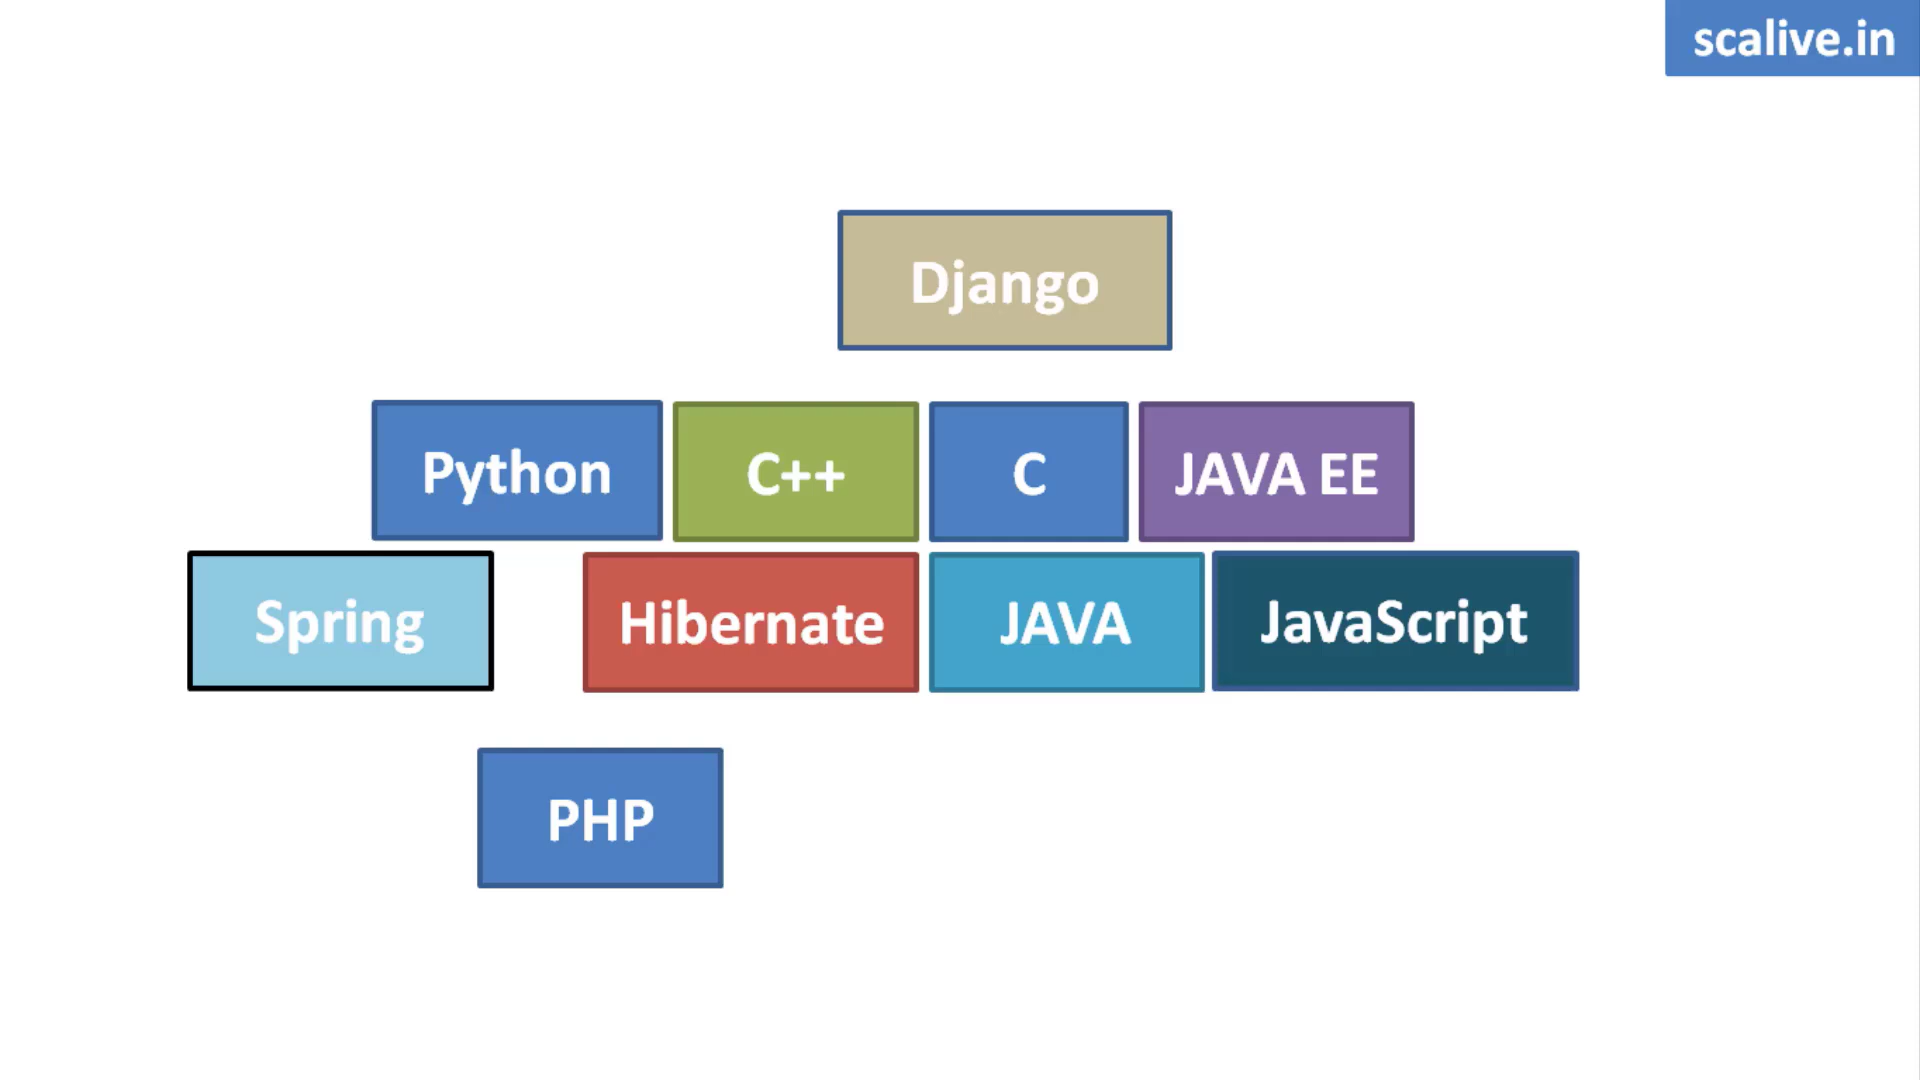 scalive.in
Django
Python C++ C JAVA EE
Spring Hibernate JAVA JavaScript
PHP